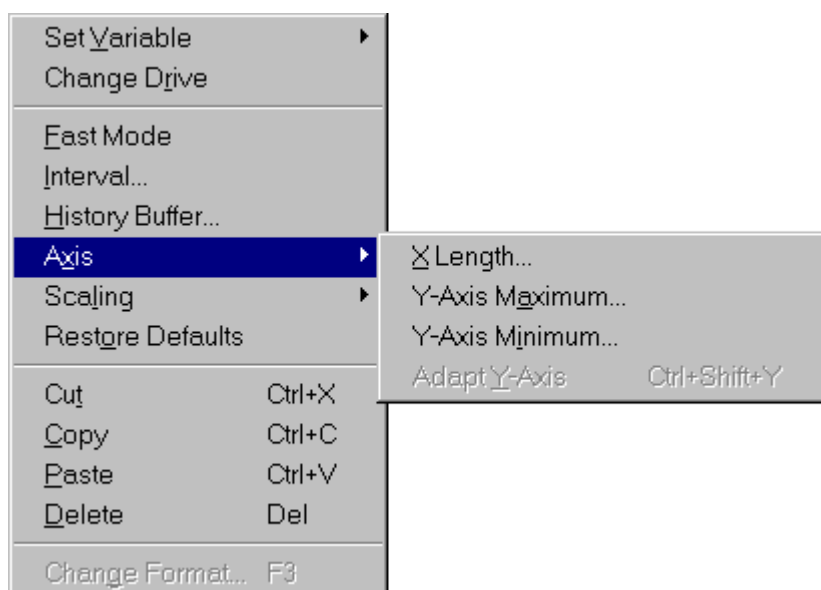 Set Variable
Change Drive
Fast Mode
Interval...
History Buffer...
Axis
Scaling
Restore Defaults
Cut Ctrl+X
Copy Ctrl+C
Paste Ctrl+V
Delete Del
Change Format... F3
X Length...
Y-Axis Maximum...
Y-Axis Minimum...
Adapt Y-Axis Ctrl+Shift+Y